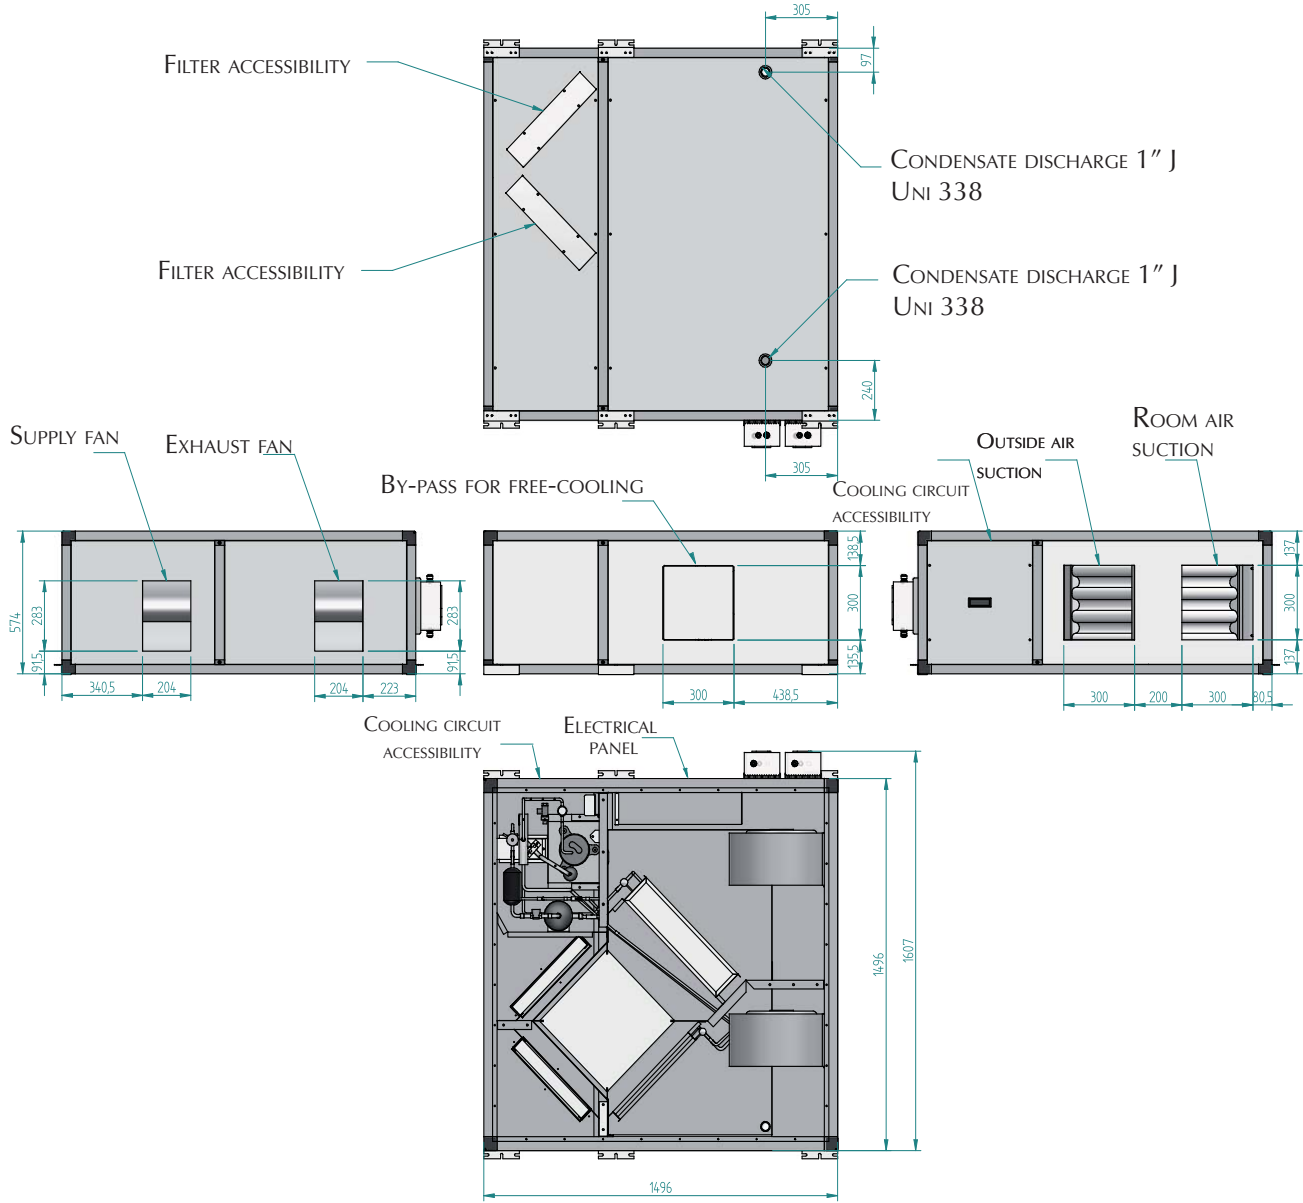 305
97
FILTER ACCESSIBILITY
CONDENSATE DISCHARGE 1" J
UNI 338
FILTER ACCESSIBILITY
CONDENSATE DISCHARGE 1" J
UNI 338
240
305
SUPPLY FAN
EXHAUST FAN
BY-PASS FOR FREE-COOLING
COOLING CIRCUIT
ACCESSIBILITY
OUTSIDE AIR
SUCTION
ROOM AIR
SUCTION
574
283
91,5
340,5
204
204
223
283
91,5
138,5
300
135,5
300
438,5
137
300
137
300
200
300
80,5
COOLING CIRCUIT
ACCESSIBILITY
ELECTRICAL
PANEL
1496
1607
1496